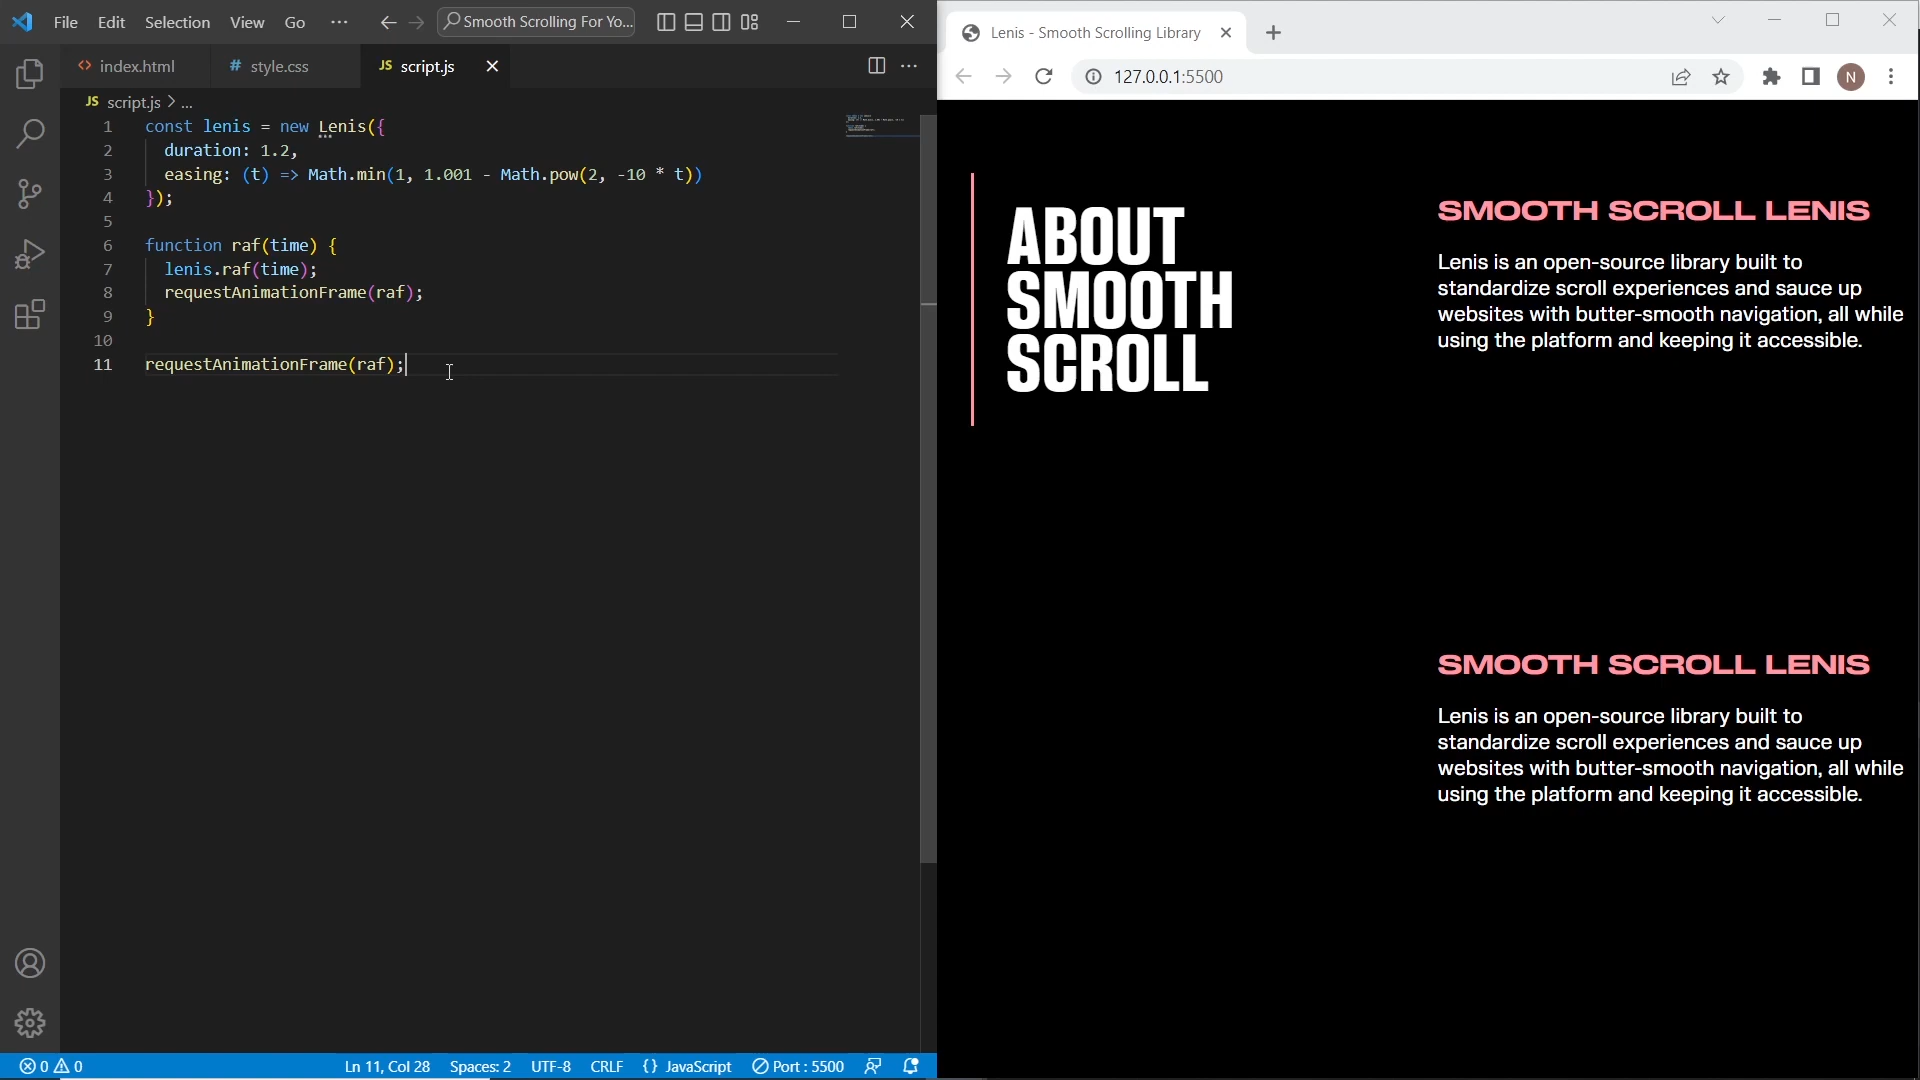 File Edit Selection View Go ··· Smooth Scrolling For Yo...
index.html style.css JS script.js
JS script.js > ...
1 const lenis = new Lenis({
2 duration: 1.2,
3 easing: (t) => Math.min(1, 1.001 - Math.pow(2, -10 * t))
4 });
5
6 function raf(time) {
7 lenis.raf(time);
8 requestAnimationFrame(raf);
9 }
10
11 requestAnimationFrame(raf);
0 0 Ln 11, Col 28 Spaces: 2 UTF-8 CRLF {} JavaScript Port : 5500
Lenis - Smooth Scrolling Library
127.0.0.1:5500 N
ABOUT
SMOOTH
SCROLL
SMOOTH SCROLL LENIS
Lenis is an open-source library built to
standardize scroll experiences and sauce up
websites with butter-smooth navigation, all while
using the platform and keeping it accessible.
SMOOTH SCROLL LENIS
Lenis is an open-source library built to
standardize scroll experiences and sauce up
websites with butter-smooth navigation, all while
using the platform and keeping it accessible.